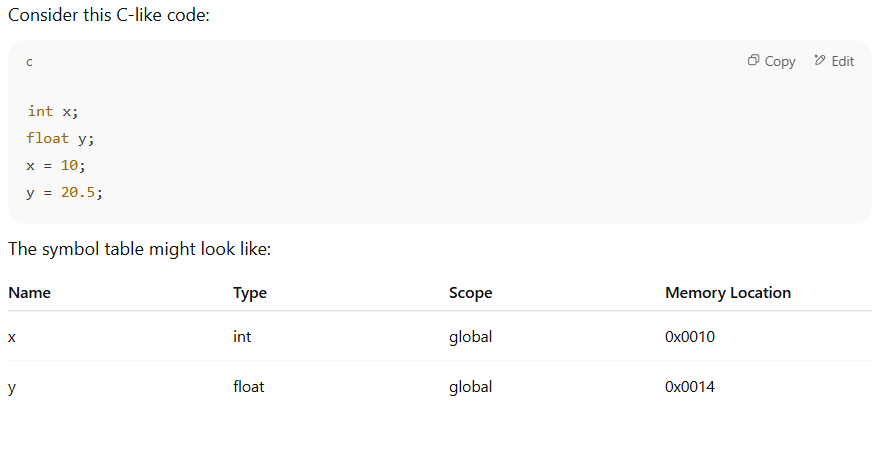 Consider this C-like code:
c Copy Edit
int x;
float y;
x = 10;
y = 20.5;
The symbol table might look like:
Name Type Scope Memory Location
x int global 0x0010
y float global 0x0014